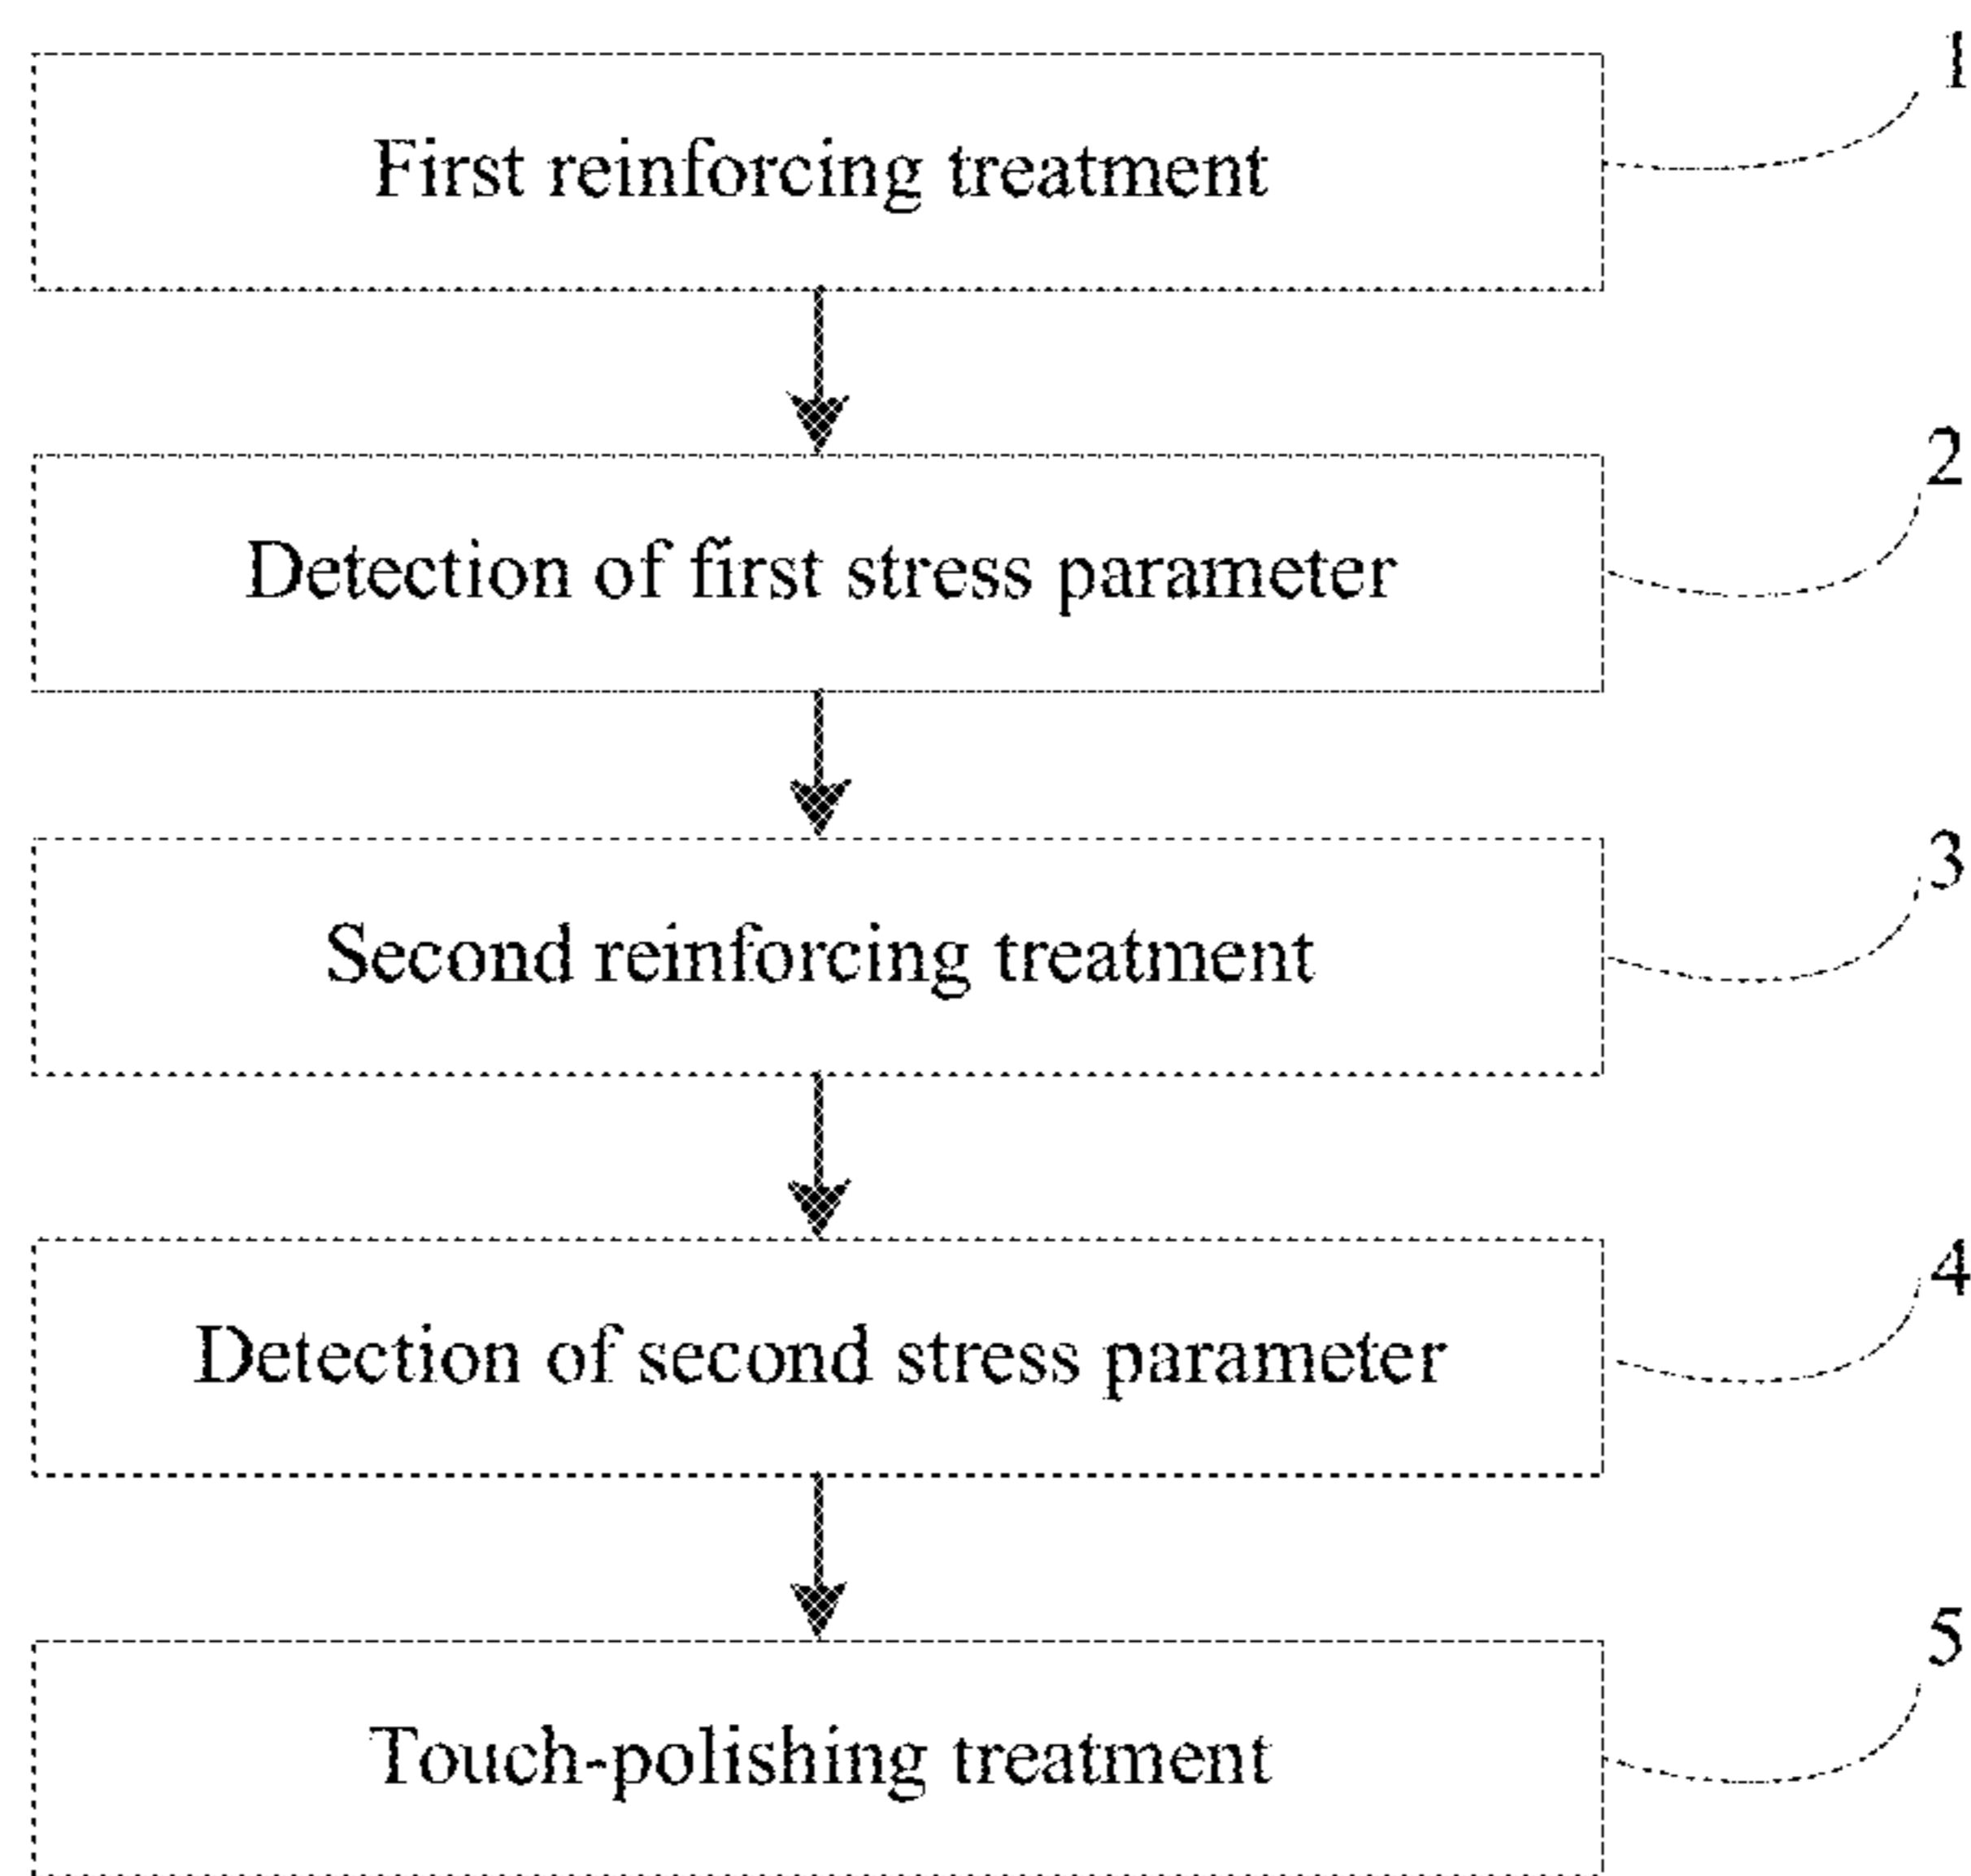 1
First reinforcing treatment
2
Detection of first stress parameter
3
Second reinforcing treatment
4
Detection of second stress parameter
5
Touch-polishing treatment